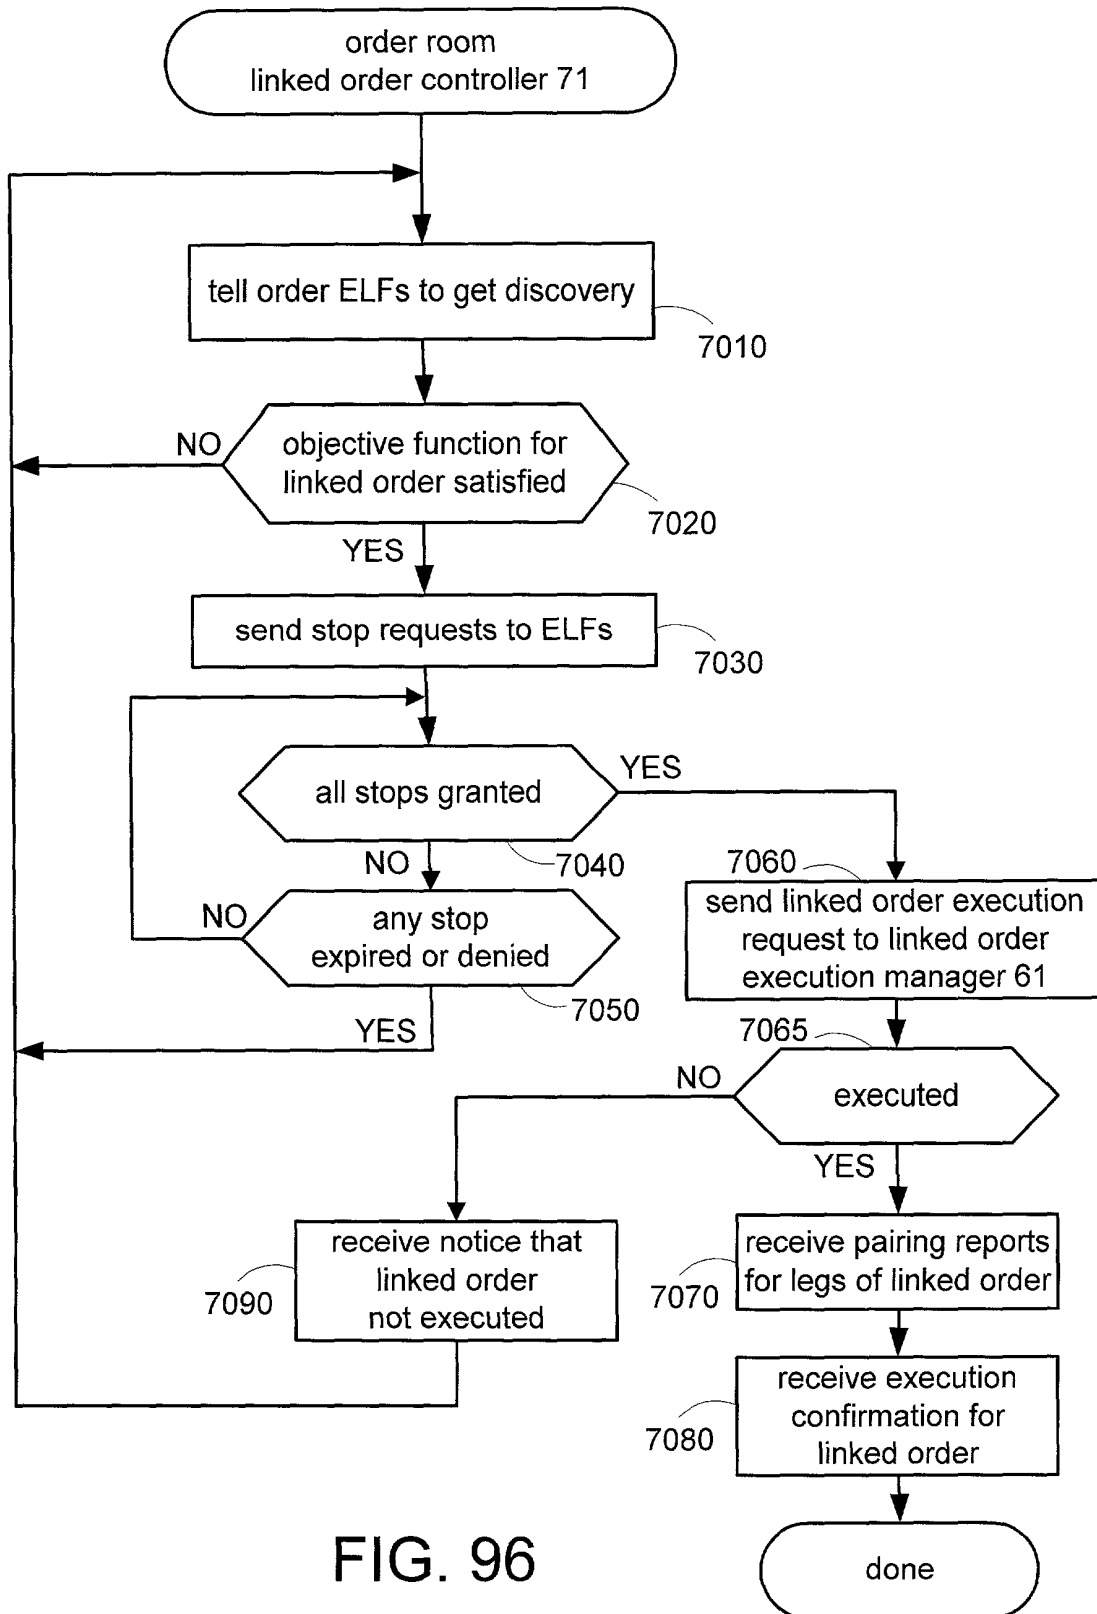 order room
linked order controller 71
tell order ELFs to get discovery
7010
NO
objective function for
linked order satisfied
7020
YES
send stop requests to ELFs
7030
all stops granted
YES
7040
NO
NO
any stop
expired or denied
7050
YES
7060
send linked order execution
request to linked order
execution manager 61
7065
NO
executed
YES
receive notice that
linked order
not executed
7090
receive pairing reports
for legs of linked order
7070
receive execution
confirmation for
linked order
7080
done
FIG. 96